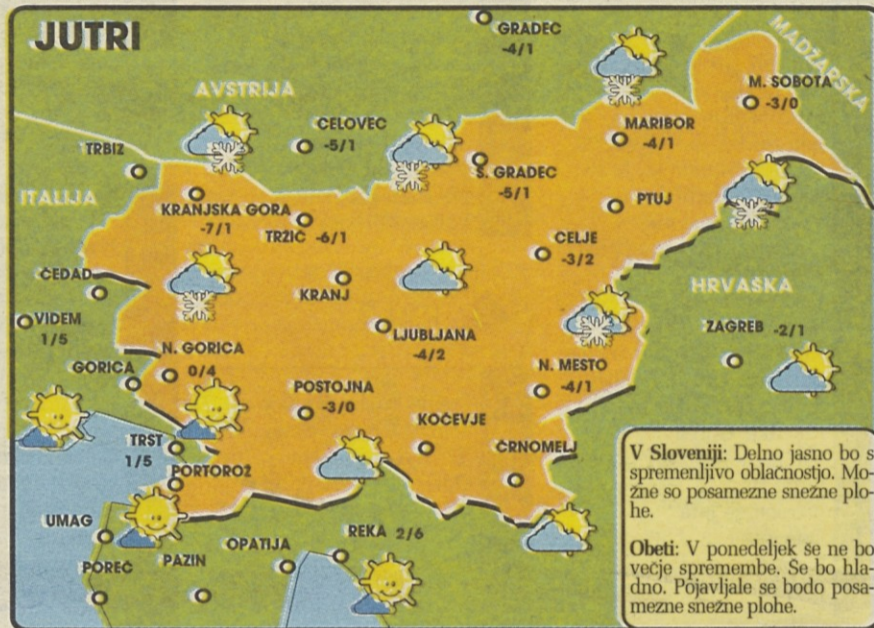 JUTRI
GRADEC
-4/1
MADŽARSKA
M. SOBOTA
-3/0
AVSTRIJA
CELOVEC
-5/1
MARIBOR
-4/1
TRBIŽ
S. GRADEC
-5/1
ITALIJA
KRANJSKA GORA
-7/1
TRŽIČ -6/1
PTUJ
CELJE
-3/2
ČEDAD
KRANJ
HRVAŠKA
VIDEM
1/5
LJUBLJANA
-4/2
ZAGREB -2/1
N. GORICA
0/4
GORICA
N. MESTO
-4/1
POSTOJNA
-3/0
KOČEVJE
ČRNOMELJ
TRST
1/5
PORTOROŽ
UMAG
OPATIJA
REKA 2/6
POREČ
PAZIN
V Sloveniji: Delno jasno bo s
spremenljivo oblačnostjo. Mo-
žne so posamezne snežne plo-
he.
Obeti: V ponedeljek še ne bo
večje spremembe. Še bo hla-
dno. Pojavljale se bodo posa-
mezne snežne plohe.